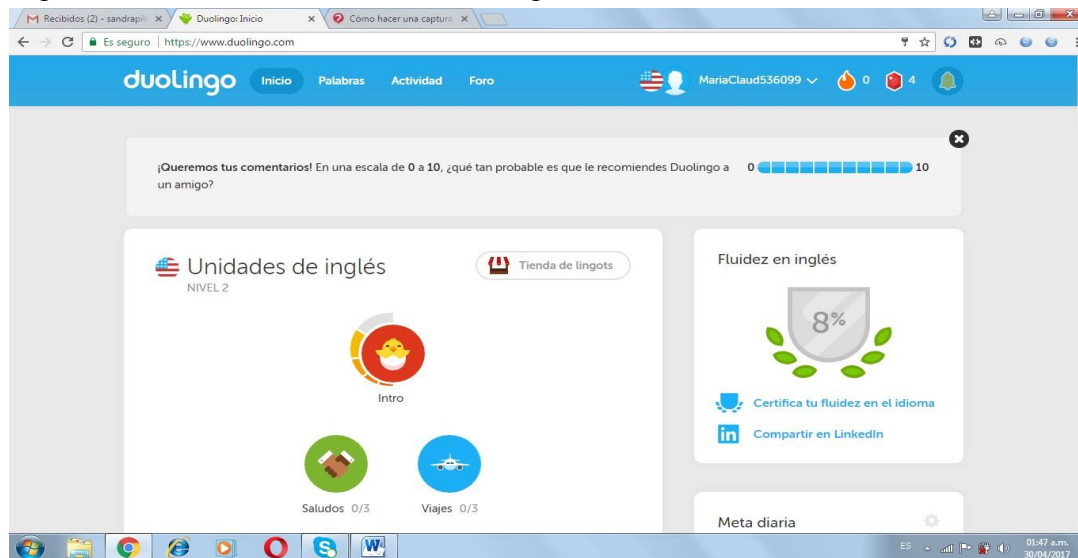 Recibidos (2) - sandrapil
Duolingo: Inicio
Cómo hacer una captura
Es seguro | https://www.duolingo.com
duolingo Inicio Palabras Actividad Foro MariaClaud536099 0 4
¡Queremos tus comentarios! En una escala de 0 a 10, ¿qué tan probable es que le recomiendes Duolingo a 0 10
un amigo?
Unidades de inglés
Tienda de lingots
NIVEL 2
Intro
Saludos 0/3 Viajes 0/3
Fluidez en inglés
8%
Certifica tu fluidez en el idioma
in Compartir en LinkedIn
Meta diaria
ES 01:47 a.m.
30/04/2017